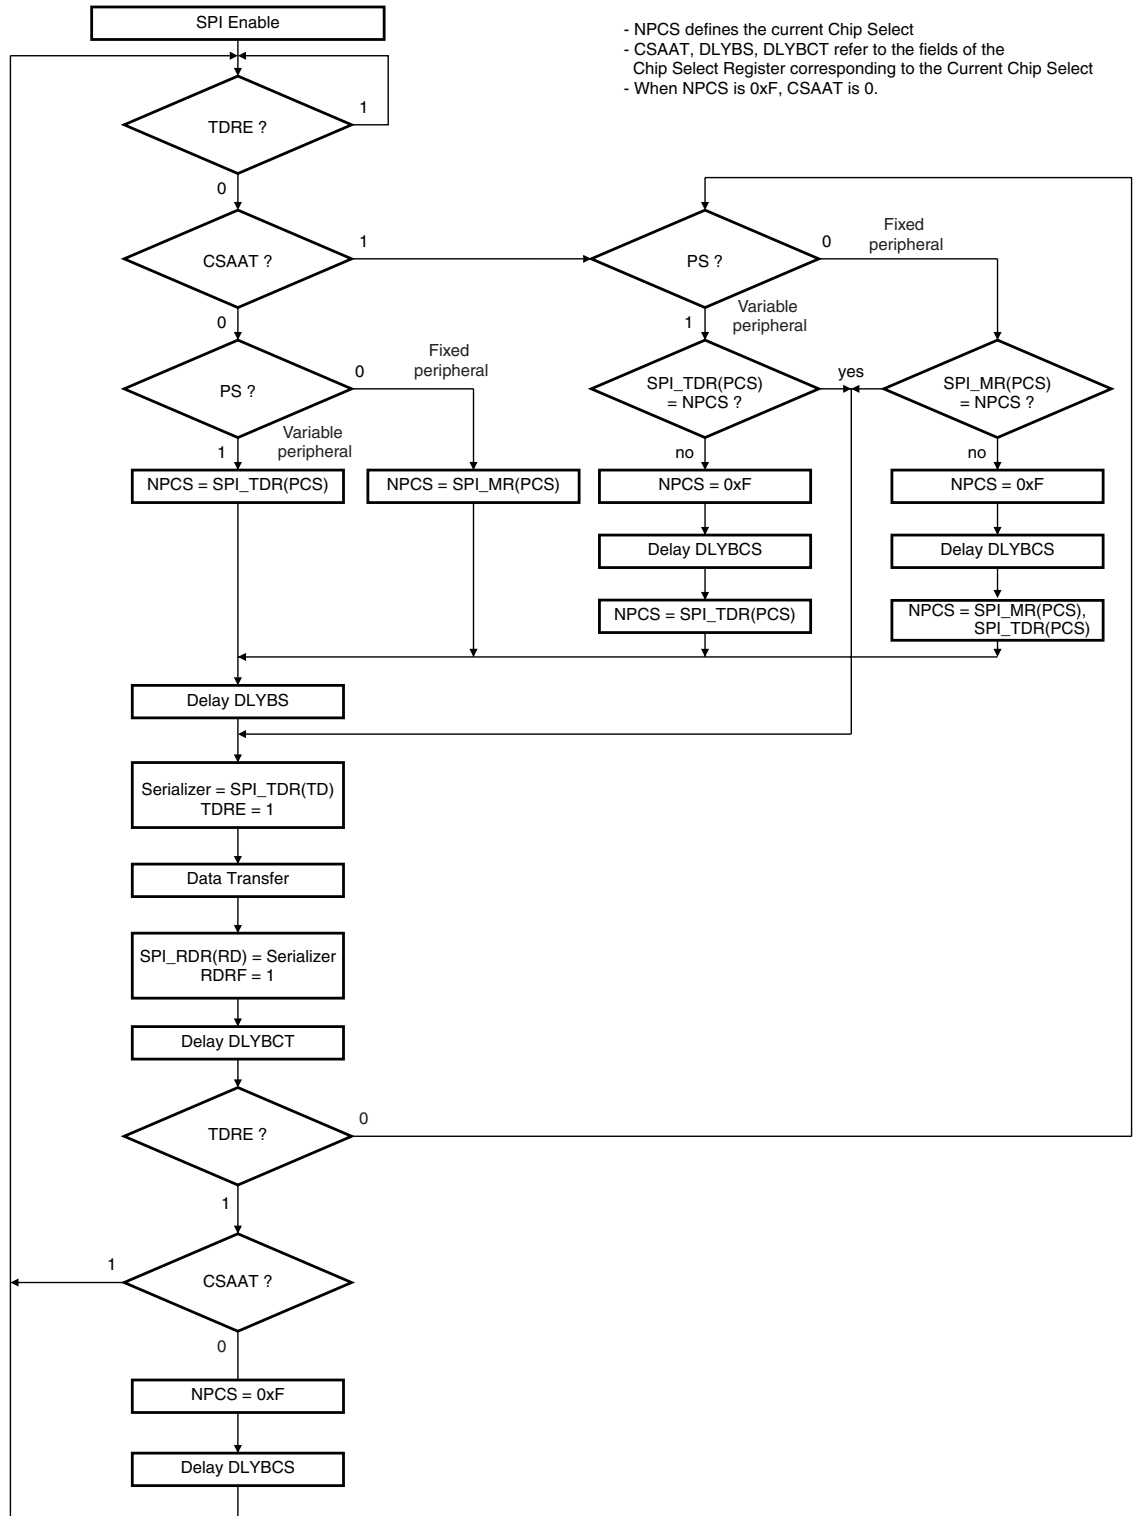 SPI Enable
- NPCS defines the current Chip Select
- CSAAT, DLYBS, DLYBCT refer to the fields of the
Chip Select Register corresponding to the Current Chip Select
- When NPCS is 0xF, CSAAT is 0.
TDRE ?
1
0
CSAAT ?
1
0
PS ?
0
Fixed
peripheral
1
Variable
peripheral
PS ?
0
Fixed
peripheral
1
Variable
peripheral
SPI_TDR(PCS)
= NPCS ?
yes
SPI_MR(PCS)
= NPCS ?
no
no
NPCS = SPI_TDR(PCS)
NPCS = SPI_MR(PCS)
NPCS = 0xF
NPCS = 0xF
Delay DLYBCS
Delay DLYBCS
NPCS = SPI_TDR(PCS)
NPCS = SPI_MR(PCS),
SPI_TDR(PCS)
Delay DLYBS
Serializer = SPI_TDR(TD)
TDRE = 1
Data Transfer
SPI_RDR(RD) = Serializer
RDRF = 1
Delay DLYBCT
TDRE ?
0
1
CSAAT ?
1
0
NPCS = 0xF
Delay DLYBCS